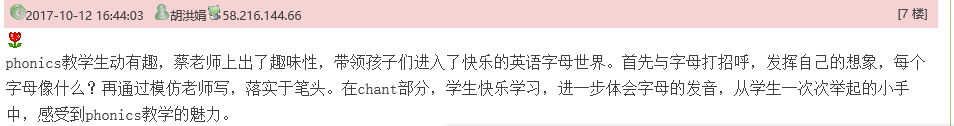 2017-10-12 16:44:03 胡洪娟 58.216.144.66 [7 楼]
phonics教学生动有趣，蔡老师上出了趣味性，带领孩子们进入了快乐的英语字母世界。首先与字母打招呼，发挥自己的想象，每个
字母像什么？再通过模仿老师写，落实于笔头。在chant部分，学生快乐学习，进一步体会字母的发音，从学生一次次举起的小手
中，感受到phonics教学的魅力。